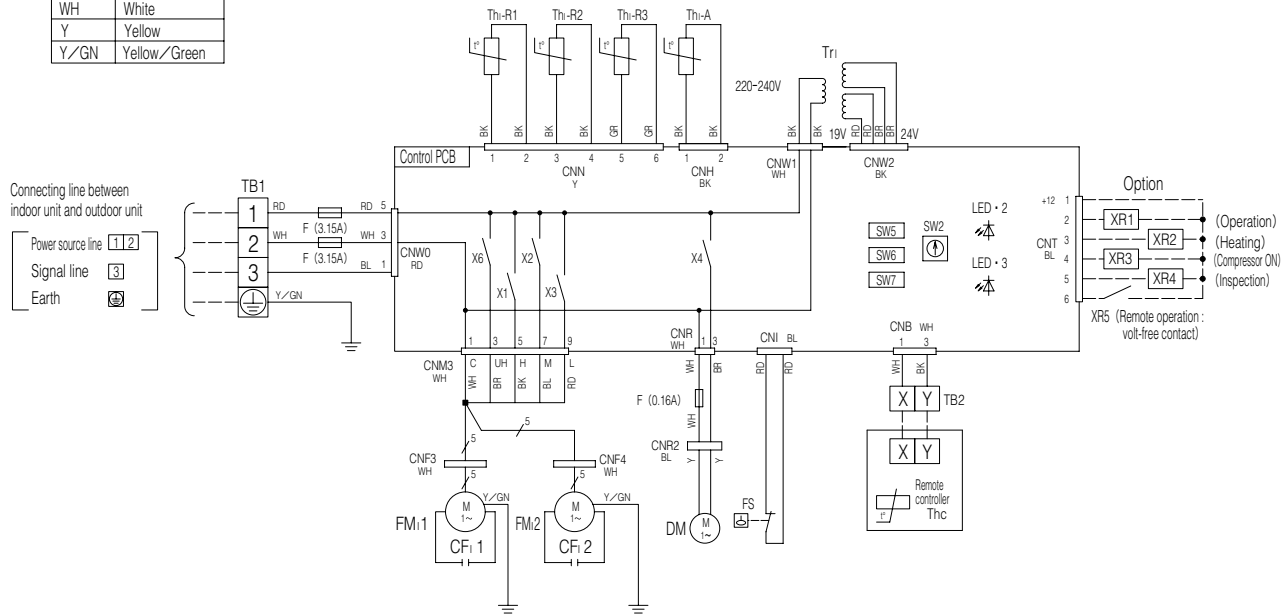 WH White
Y Yellow
Y/GN Yellow/Green
ThI-R1 ThI-R2 ThI-R3 ThI-A
t° t° t° t°
TrI
220-240V
BK BK BK BK GR GR BK BK BK BK 19V RD RD BR BR 24V
Control PCB
1 2 3 4 5 6 1 2
CNN
Y
CNH
BK
CNW1
WH
CNW2
BK
Connecting line between
indoor unit and outdoor unit
Power source line 1 2
Signal line 3
Earth
TB1
1 RD F (3.15A) RD 5
2 WH F (3.15A) WH 3
3 BL 1
Y/GN
CNW0
RD
X6 X1 X2 X3 X4
SW5
SW6
SW7
SW2
LED・2
LED・3
Option
+12 1
2 XR1 (Operation)
CNT 3 XR2 (Heating)
BL 4 XR3 (Compressor ON)
5 XR4 (Inspection)
6
XR5 (Remote operation :
volt-free contact)
1 3 5 7 9
CNM3
WH
C UH H M L
WH BR BK BL RD
5 5
CNF3
WH
5
CNF4
WH
5
M
1~
Y/GN
FMI1
CFI 1
M
1~
Y/GN
FMI2
CFI 2
CNR
WH
1 3
WH BR
F (0.16A)
WH
CNR2
BL
Y Y
DM
M
1~
CNI BL
RD RD
FS
CNB WH
1 3
WH BK
X Y TB2
X Y
Remote
controller
Thc
t°